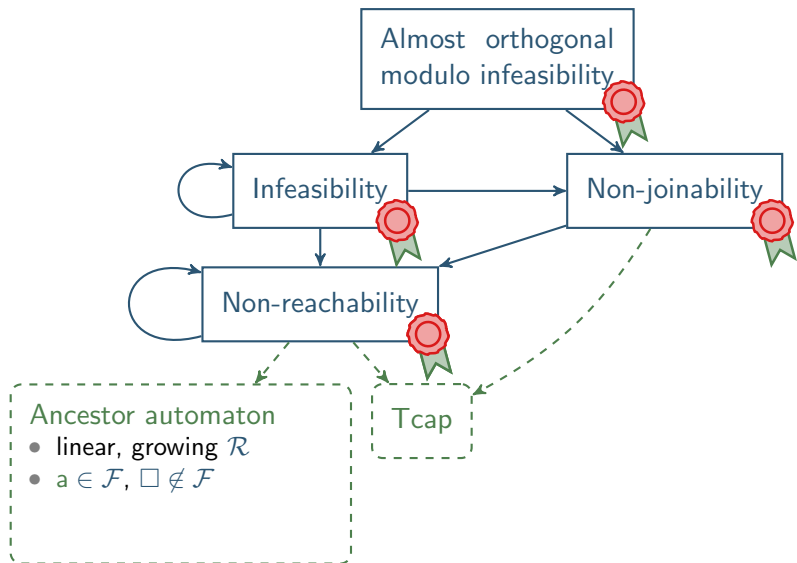 Almost orthogonal
modulo infeasibility
Infeasibility
Non-joinability
Non-reachability
Ancestor automaton
• linear, growing ℛ
• a ∈ ℱ, □ ∉ ℱ
Tcap